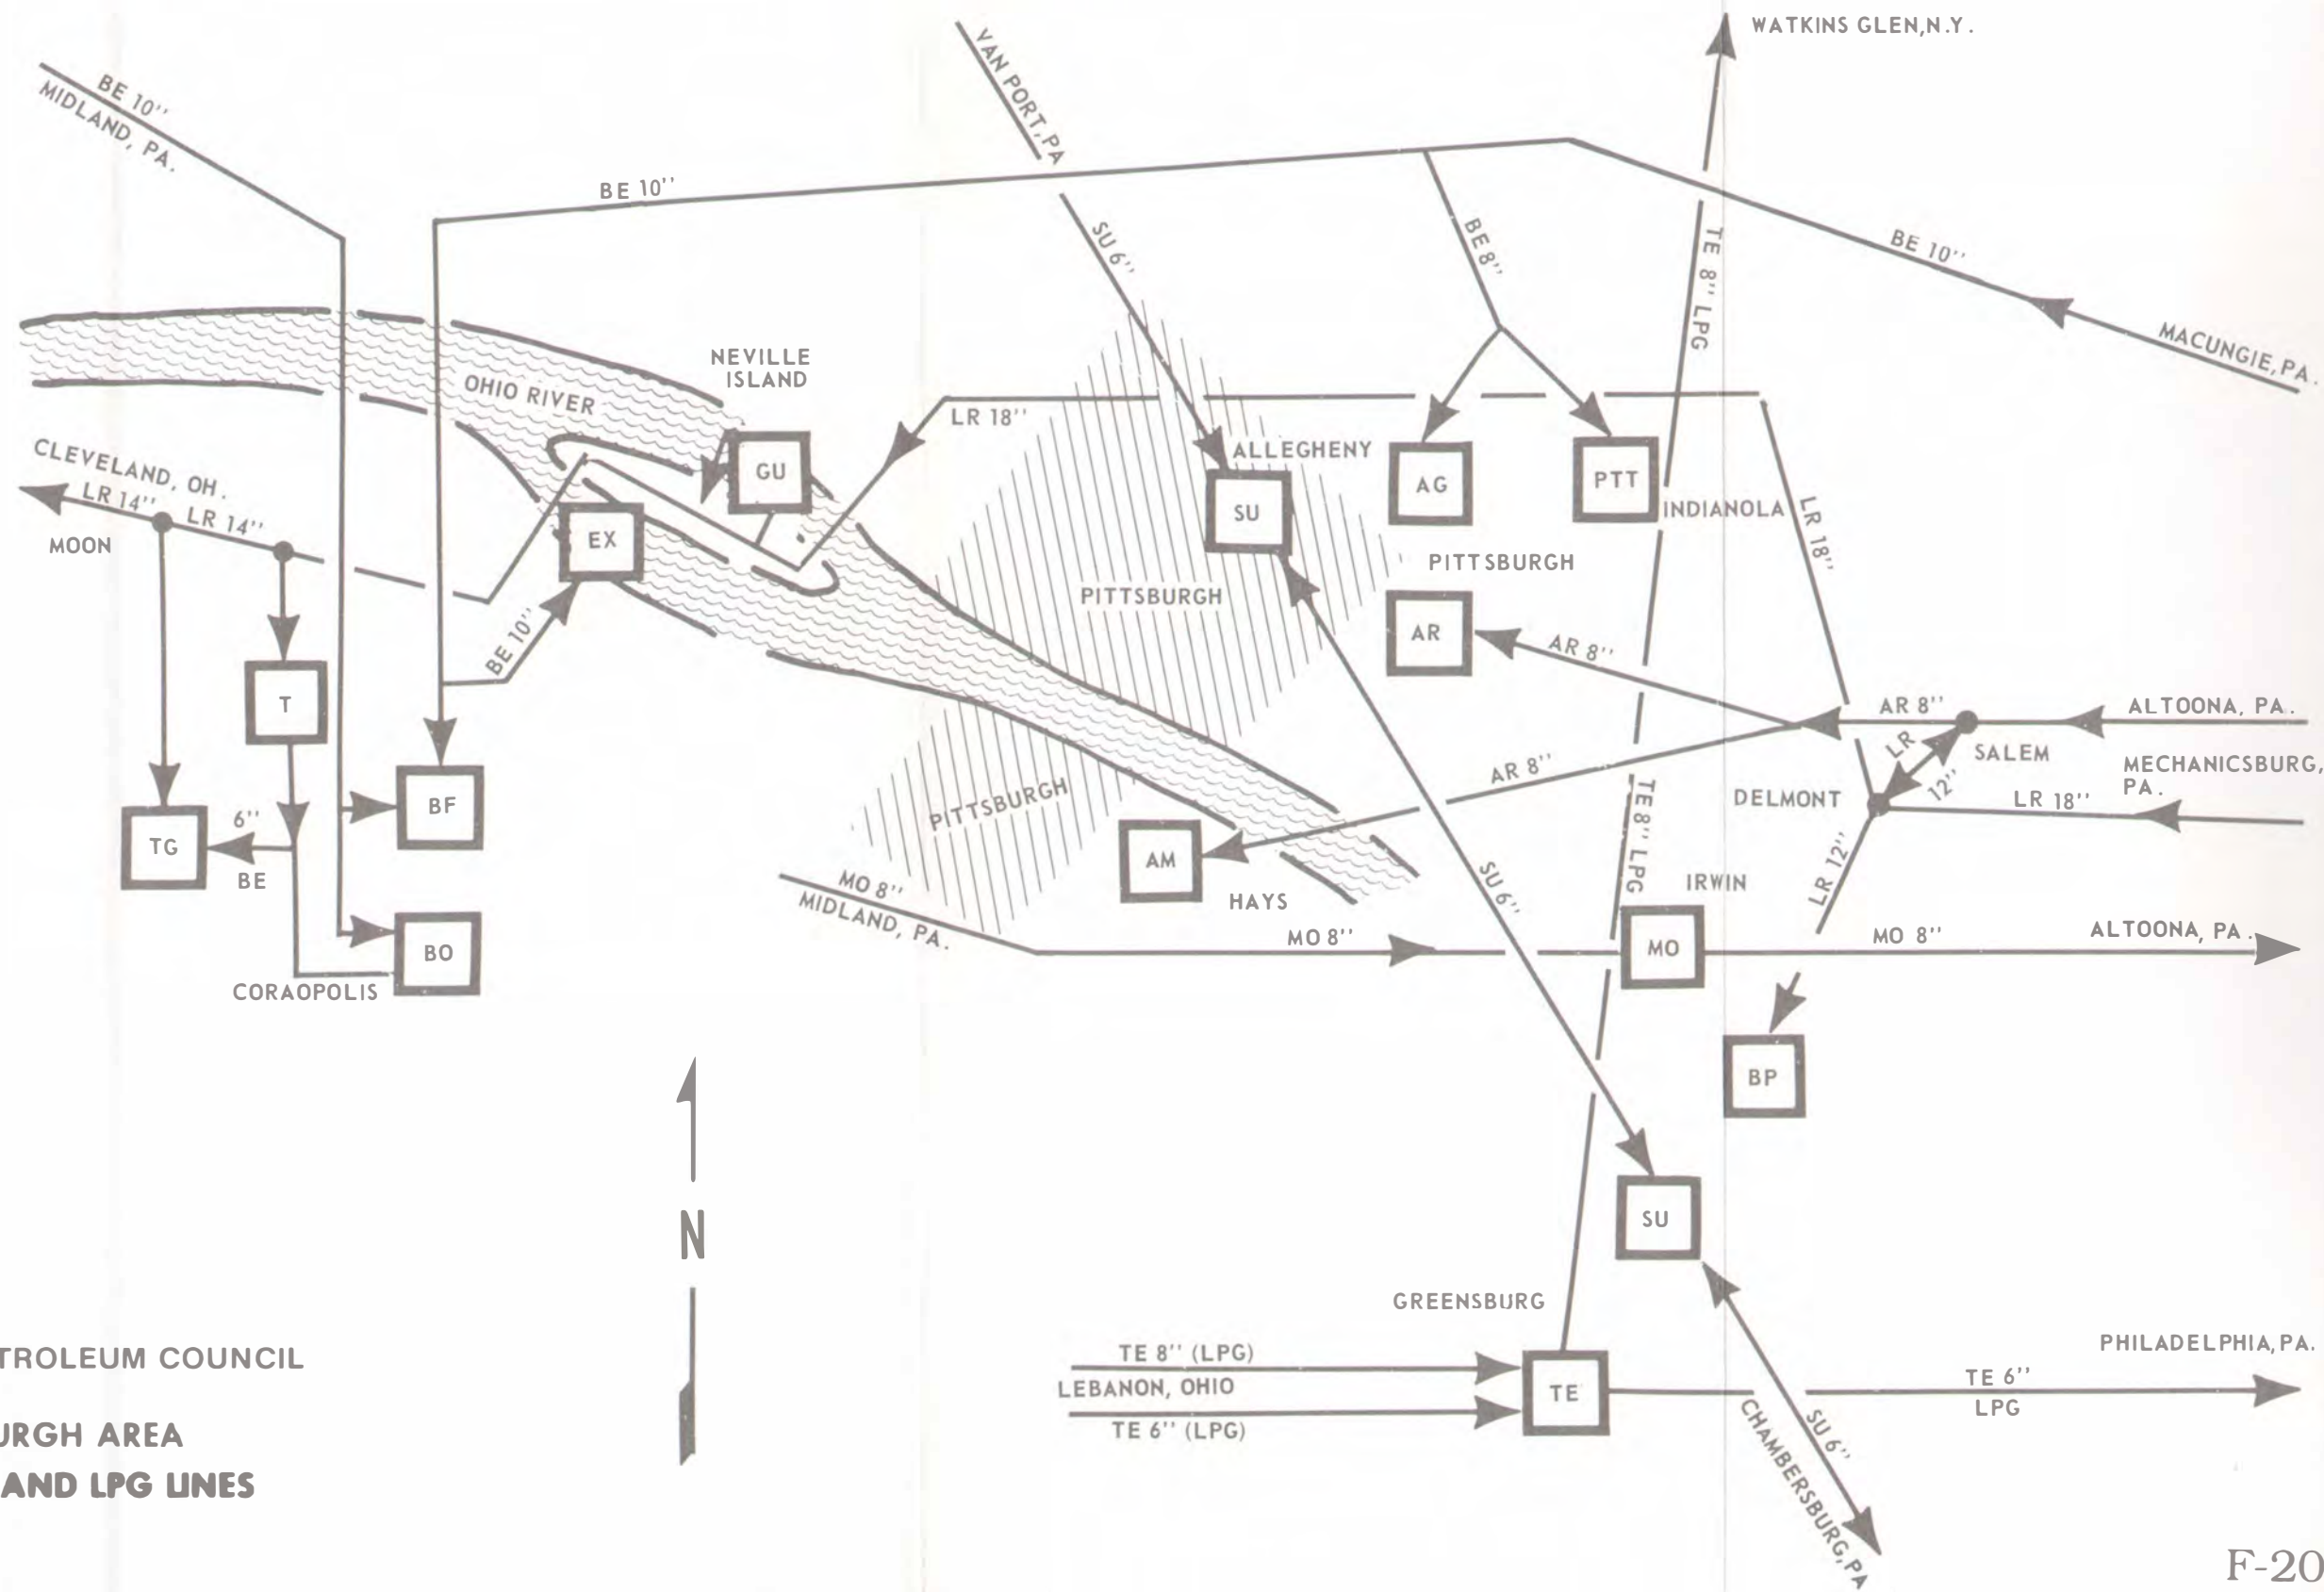 WATKINS GLEN,N.Y.
VAN PORT,PA
BE 10''
MIDLAND, PA.
BE 10''
SU 6''
BE 8''
TE 8'' LPG
BE 10''
MACUNGIE,PA.
NEVILLE
ISLAND
OHIO RIVER
LR 18''
CLEVELAND, OH.
LR 14''
LR 14''
MOON
GU
EX
ALLEGHENY
SU
AG
PTT
INDIANOLA
LR 18''
PITTSBURGH
PITTSBURGH
AR
AR 8''
BE 10''
T
AR 8''
ALTOONA, PA.
LR
12''
SALEM
MECHANICSBURG,
PA.
DELMONT
LR 18''
AR 8''
TE 8'' LPG
PITTSBURGH
BF
TG
6''
BE
AM
HAYS
SU 6''
LR 12''
IRWIN
MO 8''
MIDLAND, PA.
MO 8''
MO
MO 8''
ALTOONA, PA.
BO
CORAOPOLIS
BP
N
SU
GREENSBURG
TE 8'' (LPG)
LEBANON, OHIO
TE 6'' (LPG)
TE
PHILADELPHIA,PA.
TE 6''
LPG
SU 6''
CHAMBERSBURG,PA
TROLEUM COUNCIL
URGH AREA
AND LPG LINES
F-20